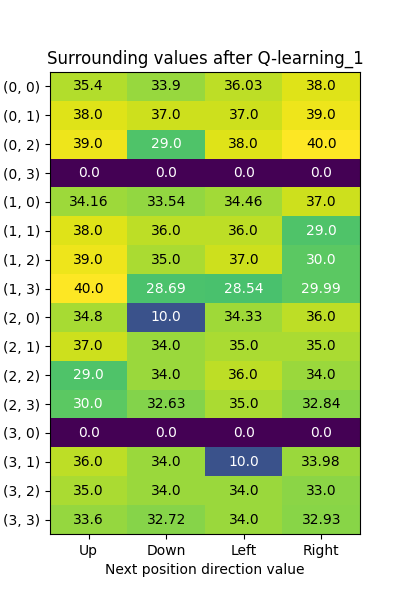 Surrounding values after Q-learning_1
(0, 0) 35.4 33.9 36.03 38.0
(0, 1) 38.0 37.0 37.0 39.0
(0, 2) 39.0 29.0 38.0 40.0
(0, 3) 0.0 0.0 0.0 0.0
(1, 0) 34.16 33.54 34.46 37.0
(1, 1) 38.0 36.0 36.0 29.0
(1, 2) 39.0 35.0 37.0 30.0
(1, 3) 40.0 28.69 28.54 29.99
(2, 0) 34.8 10.0 34.33 36.0
(2, 1) 37.0 34.0 35.0 35.0
(2, 2) 29.0 34.0 36.0 34.0
(2, 3) 30.0 32.63 35.0 32.84
(3, 0) 0.0 0.0 0.0 0.0
(3, 1) 36.0 34.0 10.0 33.98
(3, 2) 35.0 34.0 34.0 33.0
(3, 3) 33.6 32.72 34.0 32.93
Up Down Left Right
Next position direction value